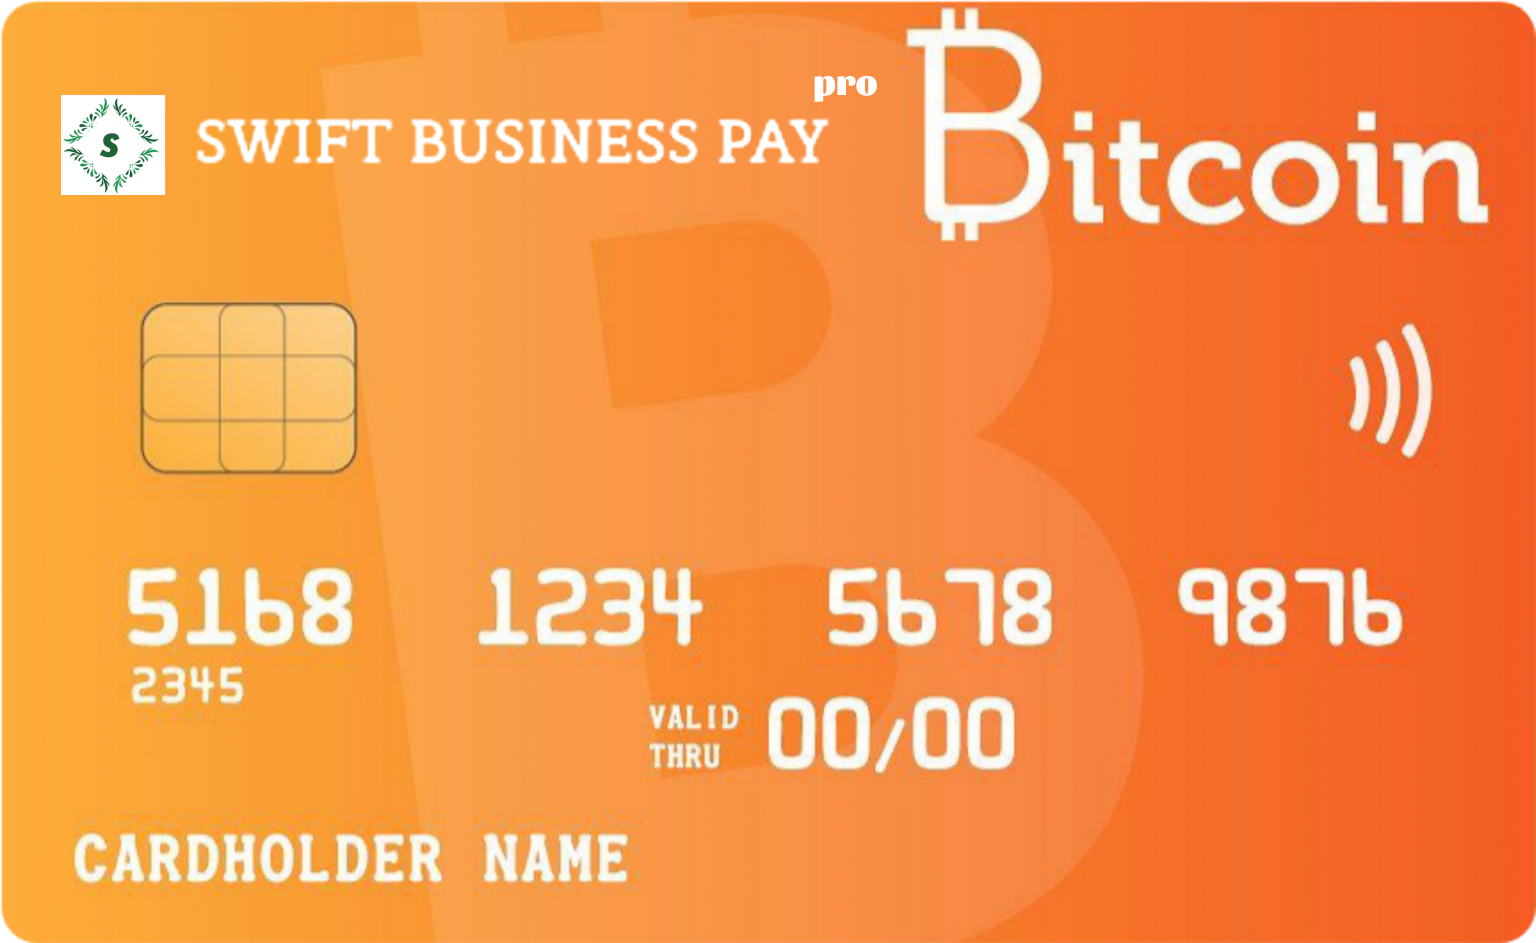 pro
SWIFT BUSINESS PAY
Bitcoin
S
5168 1234 5678 9876
2345
VALID
THRU 00/00
CARDHOLDER NAME